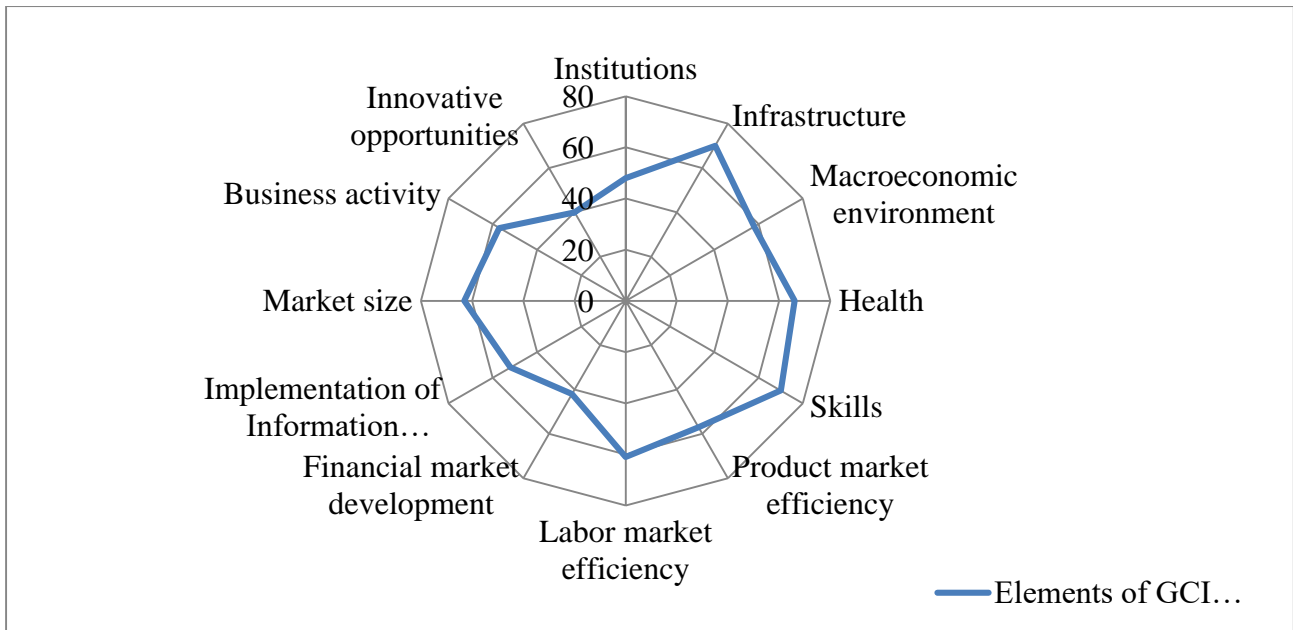 Institutions
80
60
40
20
0
Infrastructure
Macroeconomic
environment
Health
Skills
Product market
efficiency
Labor market
efficiency
Financial market
development
Implementation of
Information…
Market size
Business activity
Innovative
opportunities
Elements of GCI…